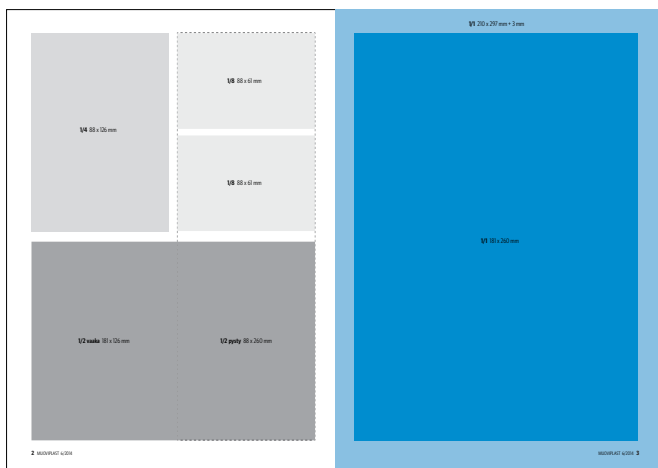 1/1 210 x 297 mm + 3 mm
1/8 88 x 61 mm
1/4 88 x 126 mm
1/8 88 x 61 mm
1/1 181 x 260 mm
1/2 vaaka 181 x 126 mm
1/2 pysty 88 x 260 mm
2 MUOVIPLAST 6/2014
MUOVIPLAST 6/2014 3